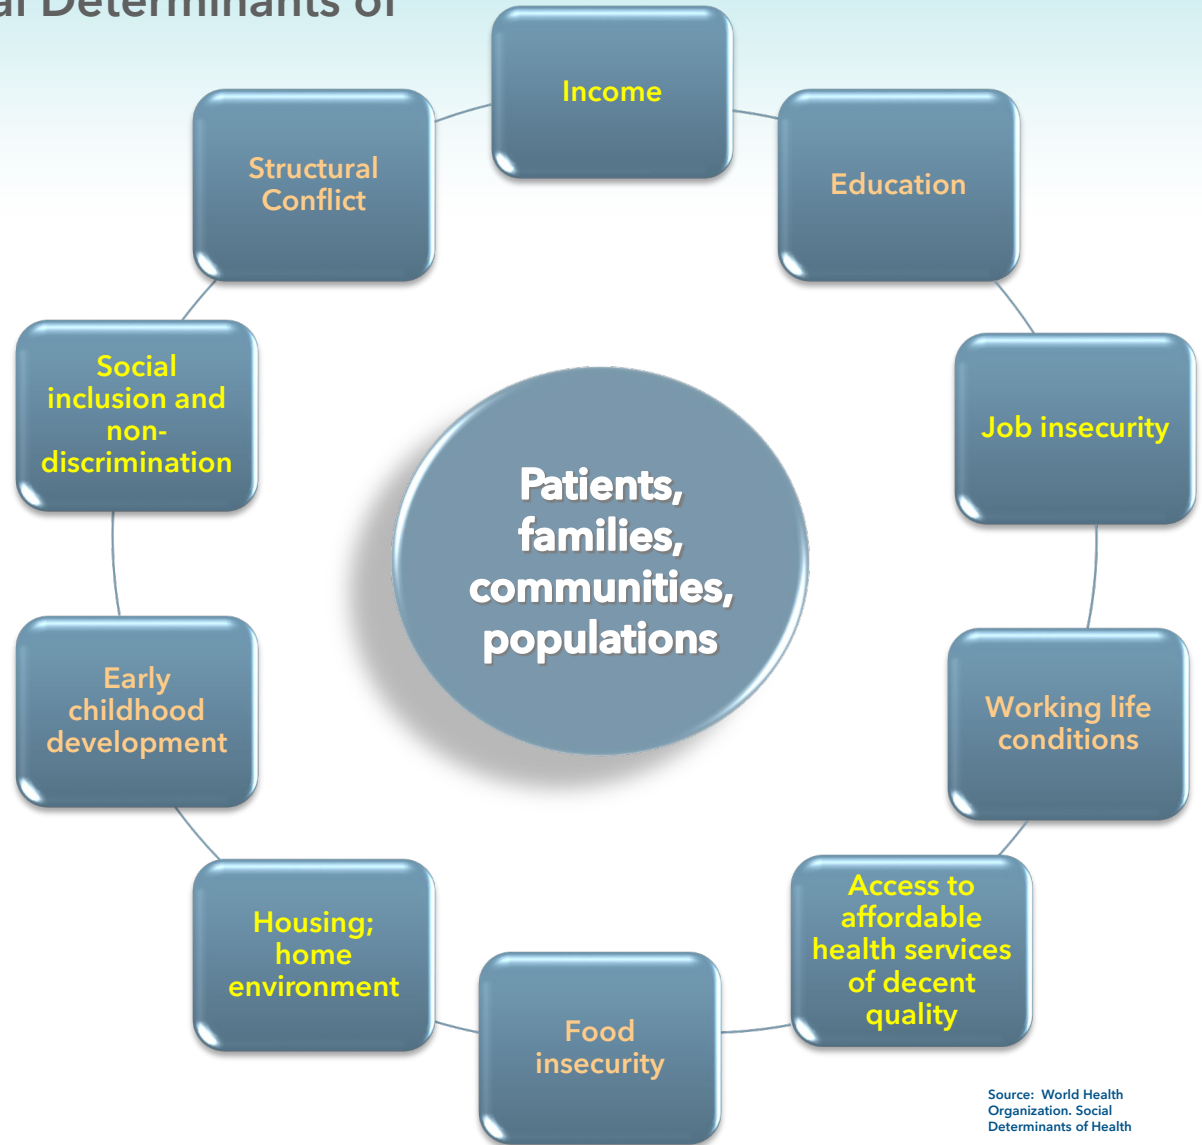 al Determinants of
Income
Education
Structural
Conflict
Job insecurity
Social
inclusion and
non-
discrimination
Patients,
families,
communities,
populations
Working life
conditions
Early
childhood
development
Access to
affordable
health services
of decent
quality
Housing;
home
environment
Food
insecurity
Source:  World Health
Organization. Social
Determinants of Health